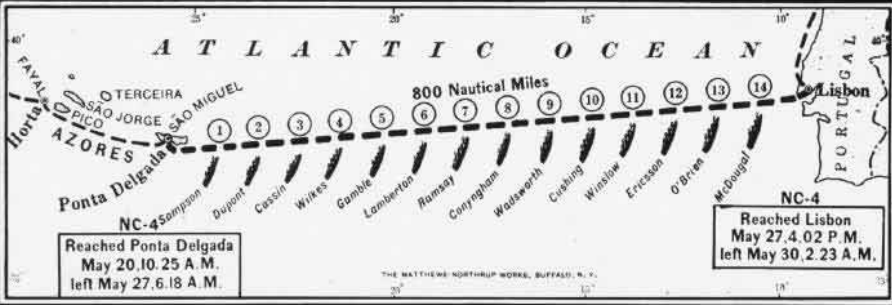 25°
20°
15°
10°
40°
ATLANTIC OCEAN
FAYAL
TERCEIRA
SÃO JORGE
PICO
SÃO MIGUEL
Horta
AZORES
Ponta Delgada
800 Nautical Miles
1 2 3 4 5 6 7 8 9 10 11 12 13 14
Lisbon
PORTUGAL
Sampson
Dupont
Cassin
Wilkes
Gamble
Lamberton
Ramsay
Conyngham
Wadsworth
Cushing
Winslow
Ericsson
O'Brien
McDougal
NC-4
Reached Ponta Delgada
May 20,10.25 A.M.
left May 27,6.18 A.M.
NC-4
Reached Lisbon
May 27,4.02 P.M.
left May 30,2.23 A.M.
THE MATTHEWS-NORTHRUP WORKS, BUFFALO, N.Y.
20°
15°